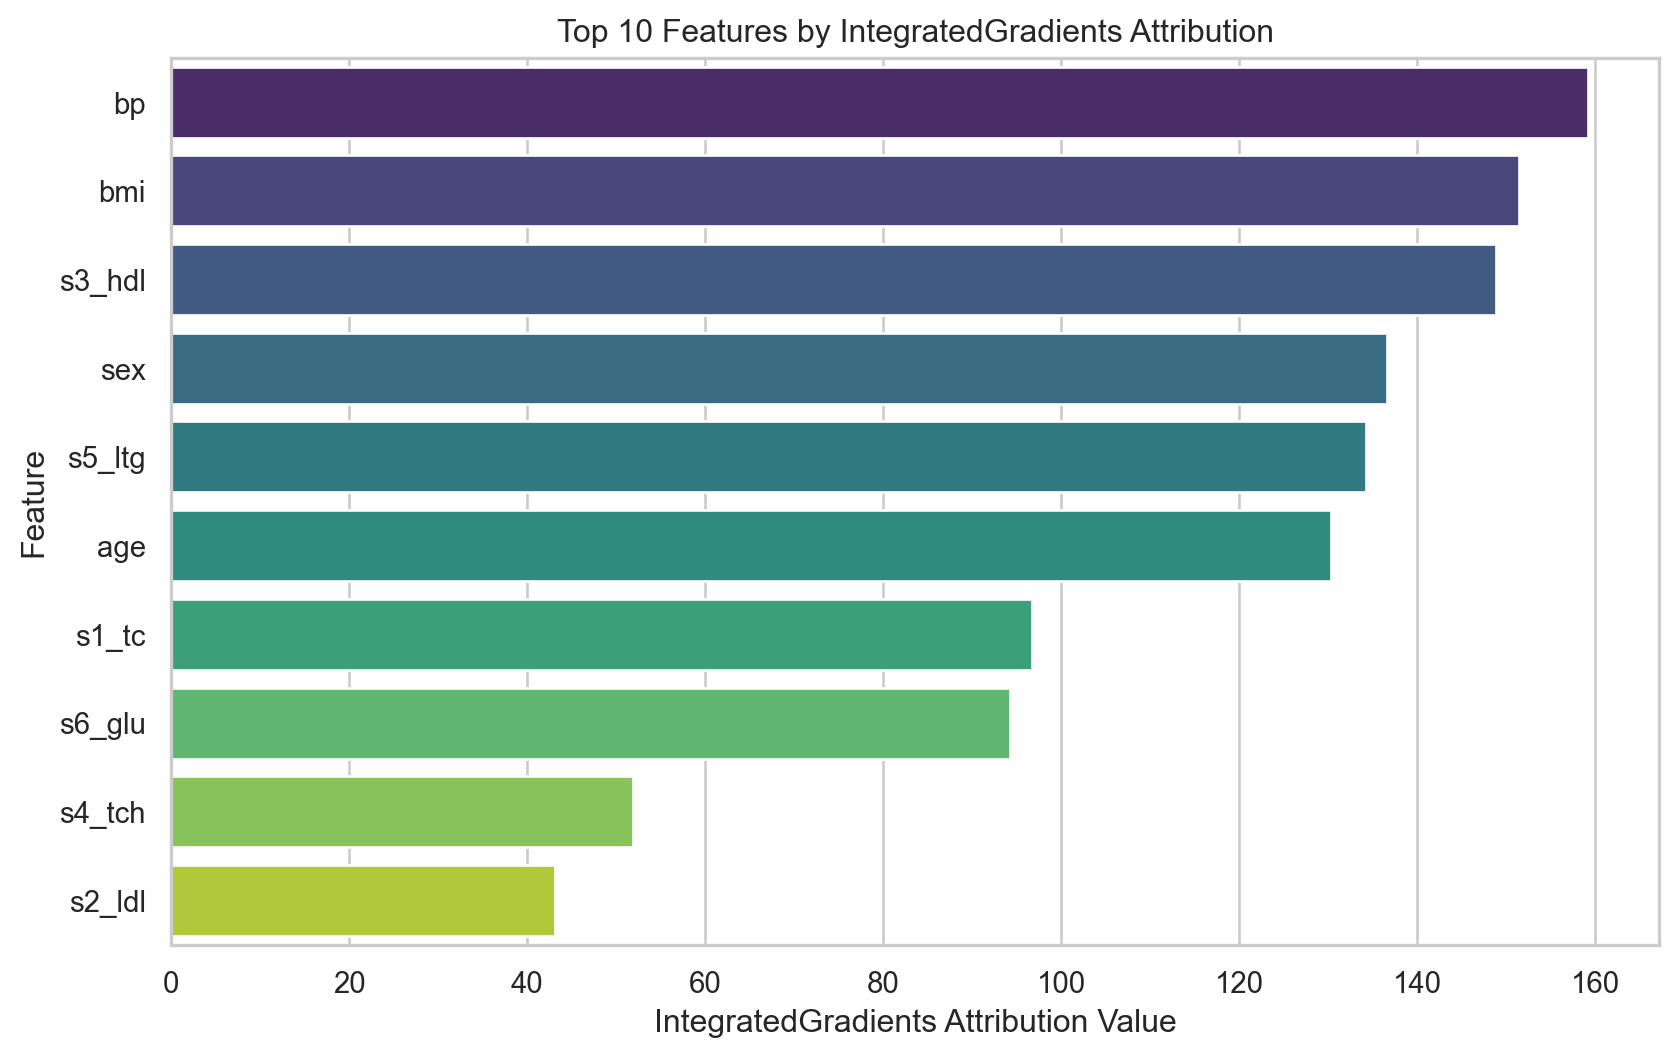 Top 10 Features by IntegratedGradients Attribution
bp
bmi
s3_hdl
sex
s5_ltg
age
s1_tc
s6_glu
s4_tch
s2_ldl
Feature
0 20 40 60 80 100 120 140 160
IntegratedGradients Attribution Value